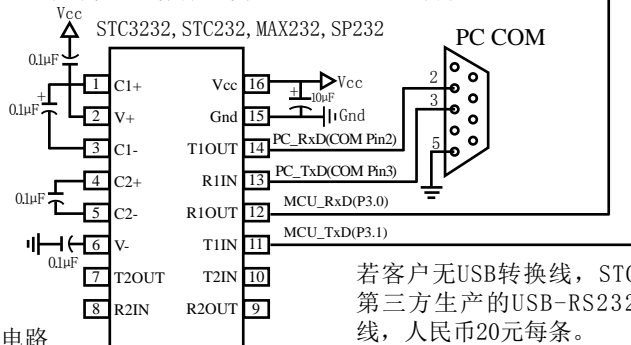 Vcc
STC3232,STC232,MAX232,SP232
PC COM
0.1μF
1 C1+ Vcc 16 Vcc
+ 10μF
0.1μF +
2 V+ Gnd 15 Gnd
2
3
3 C1- T1OUT 14 PC_RxD(COM Pin2)
4 C2+ R1IN 13 PC_TxD(COM Pin3)
5
0.1μF
5 C2- R1OUT 12 MCU_RxD(P3.0)
6 V- T1IN 11 MCU_TxD(P3.1)
0.1μF
7 T2OUT T2IN 10
8 R2IN R2OUT 9
若客户无USB转换线，STC
第三方生产的USB-RS232
线，人民币20元每条。
电路